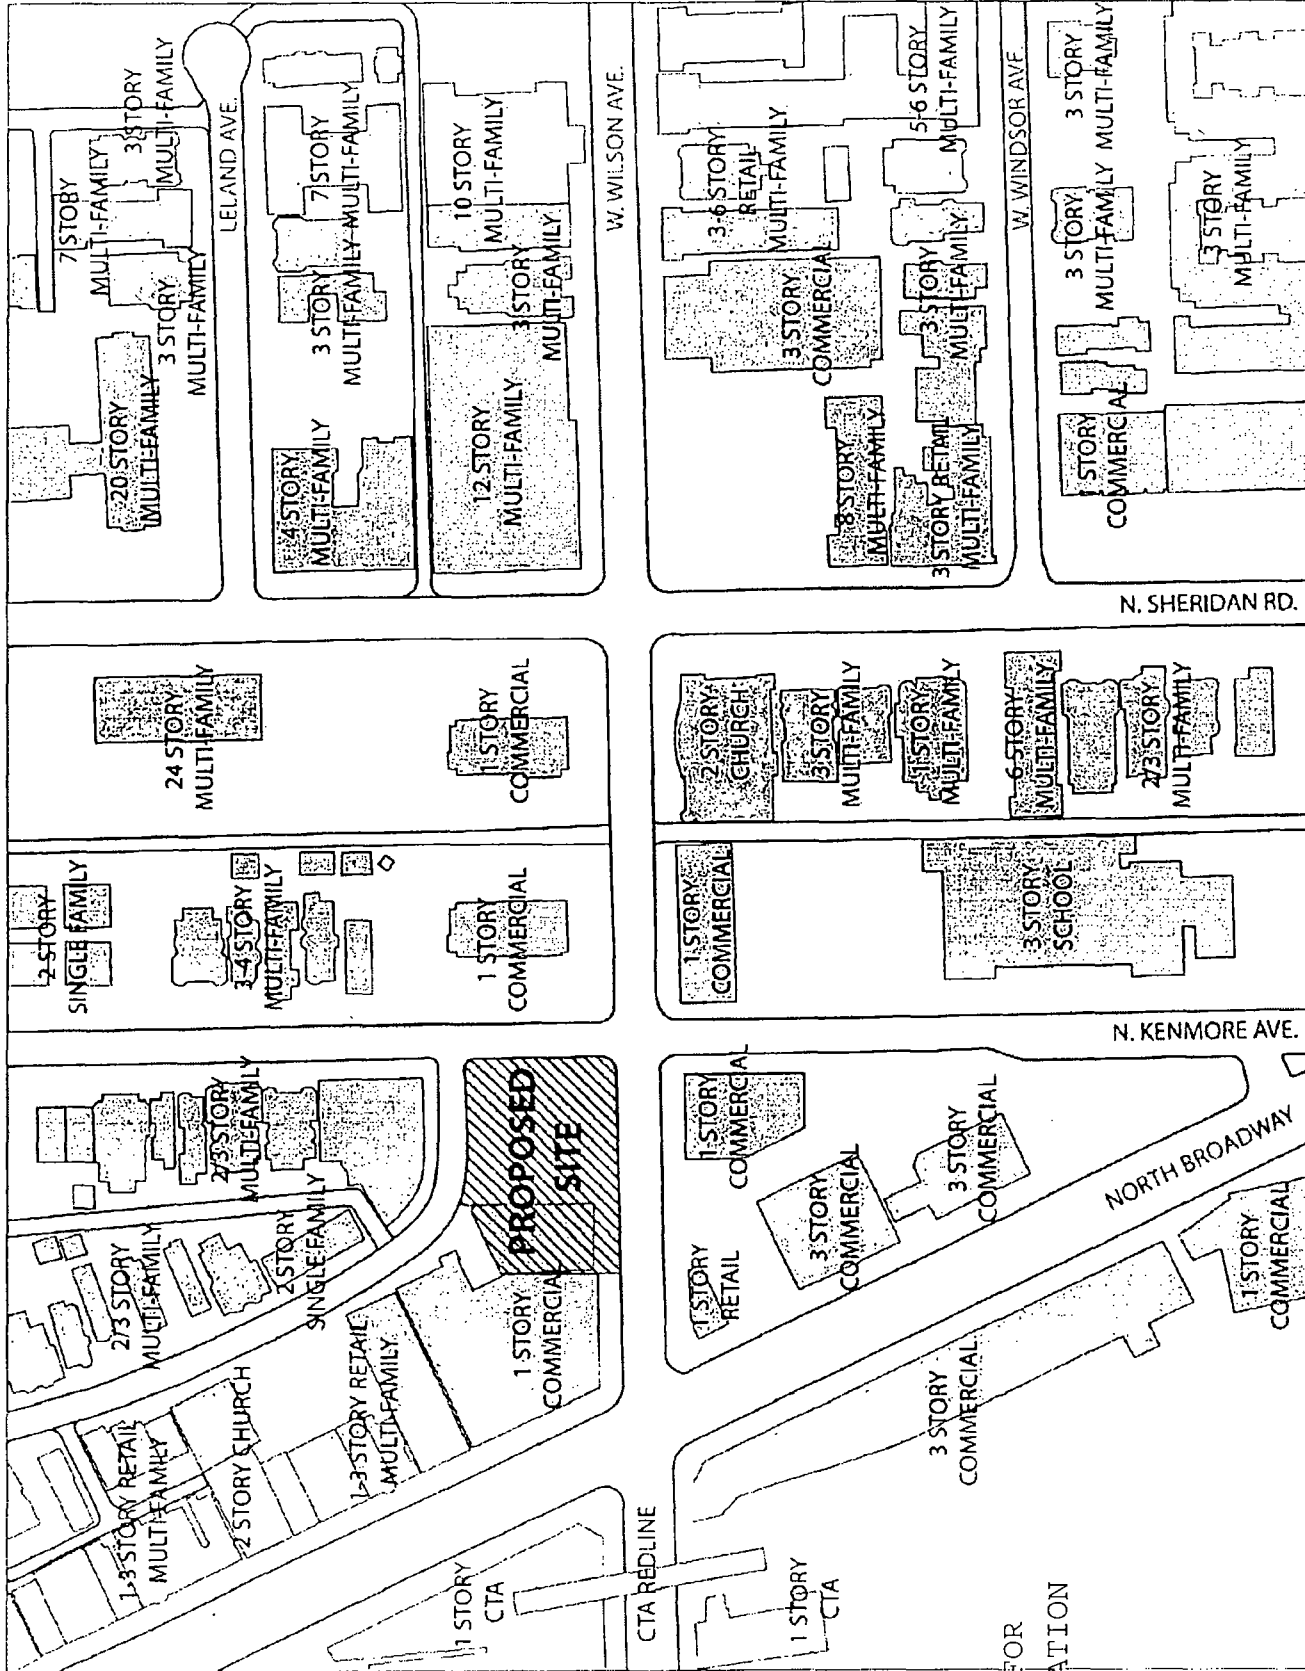 7 STORY
MULTI-FAMILY
3 STORY
MULTI-FAMILY
3 STORY
MULTI-FAMILY
20 STORY
MULTI-FAMILY
LELAND AVE.
7 STORY
MULTI-FAMILY
3 STORY
MULTI-FAMILY
4 STORY
MULTI-FAMILY
10 STORY
MULTI-FAMILY
3 STORY
MULTI-FAMILY
12 STORY
MULTI-FAMILY
W. WILSON AVE.
3-6 STORY
RETAIL
MULTI-FAMILY
5-6 STORY
MULTI-FAMILY
3 STORY
COMMERCIAL
3 STORY
MULTI-FAMILY
8 STORY
MULTI-FAMILY
3 STORY RETAIL
MULTI-FAMILY
W. WINDSOR AVE.
3 STORY
MULTI-FAMILY
3 STORY
MULTI-FAMILY
3 STORY
MULTI-FAMILY
1 STORY
COMMERCIAL
N. SHERIDAN RD.
24 STORY
MULTI-FAMILY
1 STORY
COMMERCIAL
2 STORY
CHURCH
3 STORY
MULTI-FAMILY
1 STORY
MULTI-FAMILY
6 STORY
MULTI-FAMILY
2/3 STORY
MULTI-FAMILY
2 STORY
SINGLE FAMILY
3-4 STORY
MULTI-FAMILY
1 STORY
COMMERCIAL
1 STORY
COMMERCIAL
3 STORY
SCHOOL
N. KENMORE AVE.
2/3 STORY
MULTI-FAMILY
PROPOSED
SITE
1 STORY
COMMERCIAL
3 STORY
COMMERCIAL
3 STORY
COMMERCIAL
NORTH BROADWAY
2/3 STORY
MULTI-FAMILY
2 STORY
SINGLE FAMILY
1 STORY
COMMERCIAL
1 STORY
RETAIL
1 STORY
COMMERCIAL
1-3 STORY RETAIL
MULTI-FAMILY
2 STORY CHURCH
1-3 STORY RETAIL
MULTI-FAMILY
3 STORY
COMMERCIAL
1 STORY
CTA
CTA REDLINE
1 STORY
CTA
FOR
ATION